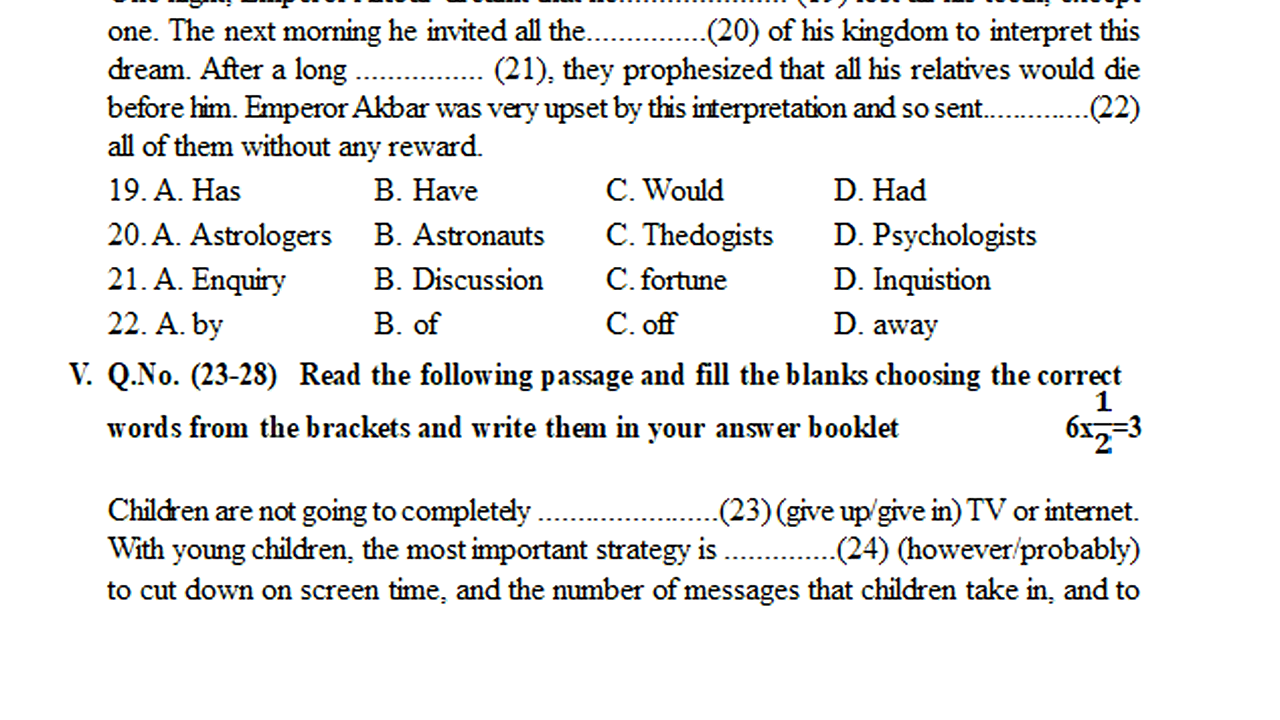 one. The next morning he invited all the...............(20) of his kingdom to interpret this
dream. After a long ................ (21), they prophesized that all his relatives would die
before him. Emperor Akbar was very upset by this interpretation and so sent.............(22)
all of them without any reward.
19. A. Has B. Have C. Would D. Had
20. A. Astrologers B. Astronauts C. Thedogists D. Psychologists
21. A. Enquiry B. Discussion C. fortune D. Inquistion
22. A. by B. of C. off D. away
V. Q.No. (23-28) Read the following passage and fill the blanks choosing the correct
words from the brackets and write them in your answer booklet 6x1/2=3
Children are not going to completely ......................(23) (give up/give in) TV or internet.
With young children, the most important strategy is ..............(24) (however/probably)
to cut down on screen time, and the number of messages that children take in, and to